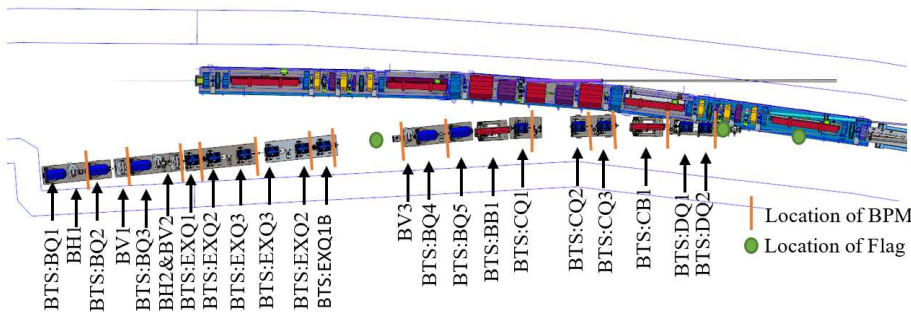 BTS:BQ1
BH1
BTS:BQ2
BV1
BTS:BQ3
BH2&BV2
BTS:EXQ1
BTS:EXQ2
BTS:EXQ3
BTS:EXQ3
BTS:EXQ2
BTS:EXQ1B
BV3
BTS:BQ4
BTS:BQ5
BTS:BB1
BTS:CQ1
BTS:CQ2
BTS:CQ3
BTS:CB1
BTS:DQ1
BTS:DQ2
Location of BPM
Location of Flag